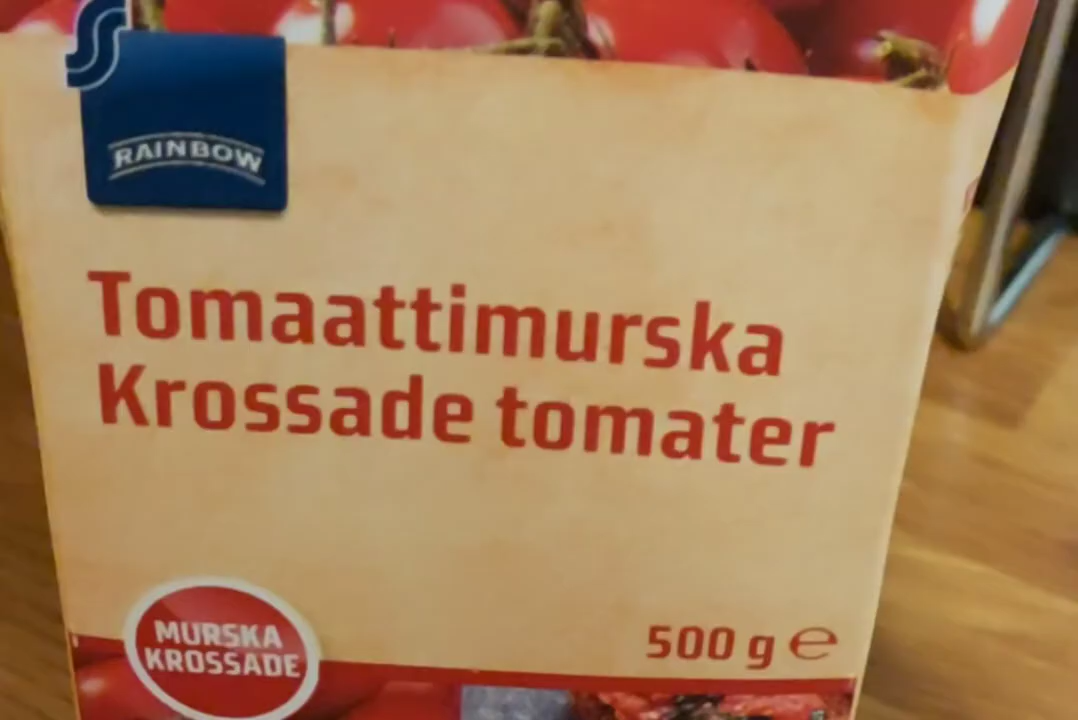 RAINBOW
Tomaattimurska
Krossade tomater
MURSKA
KROSSADE
500 g ℮